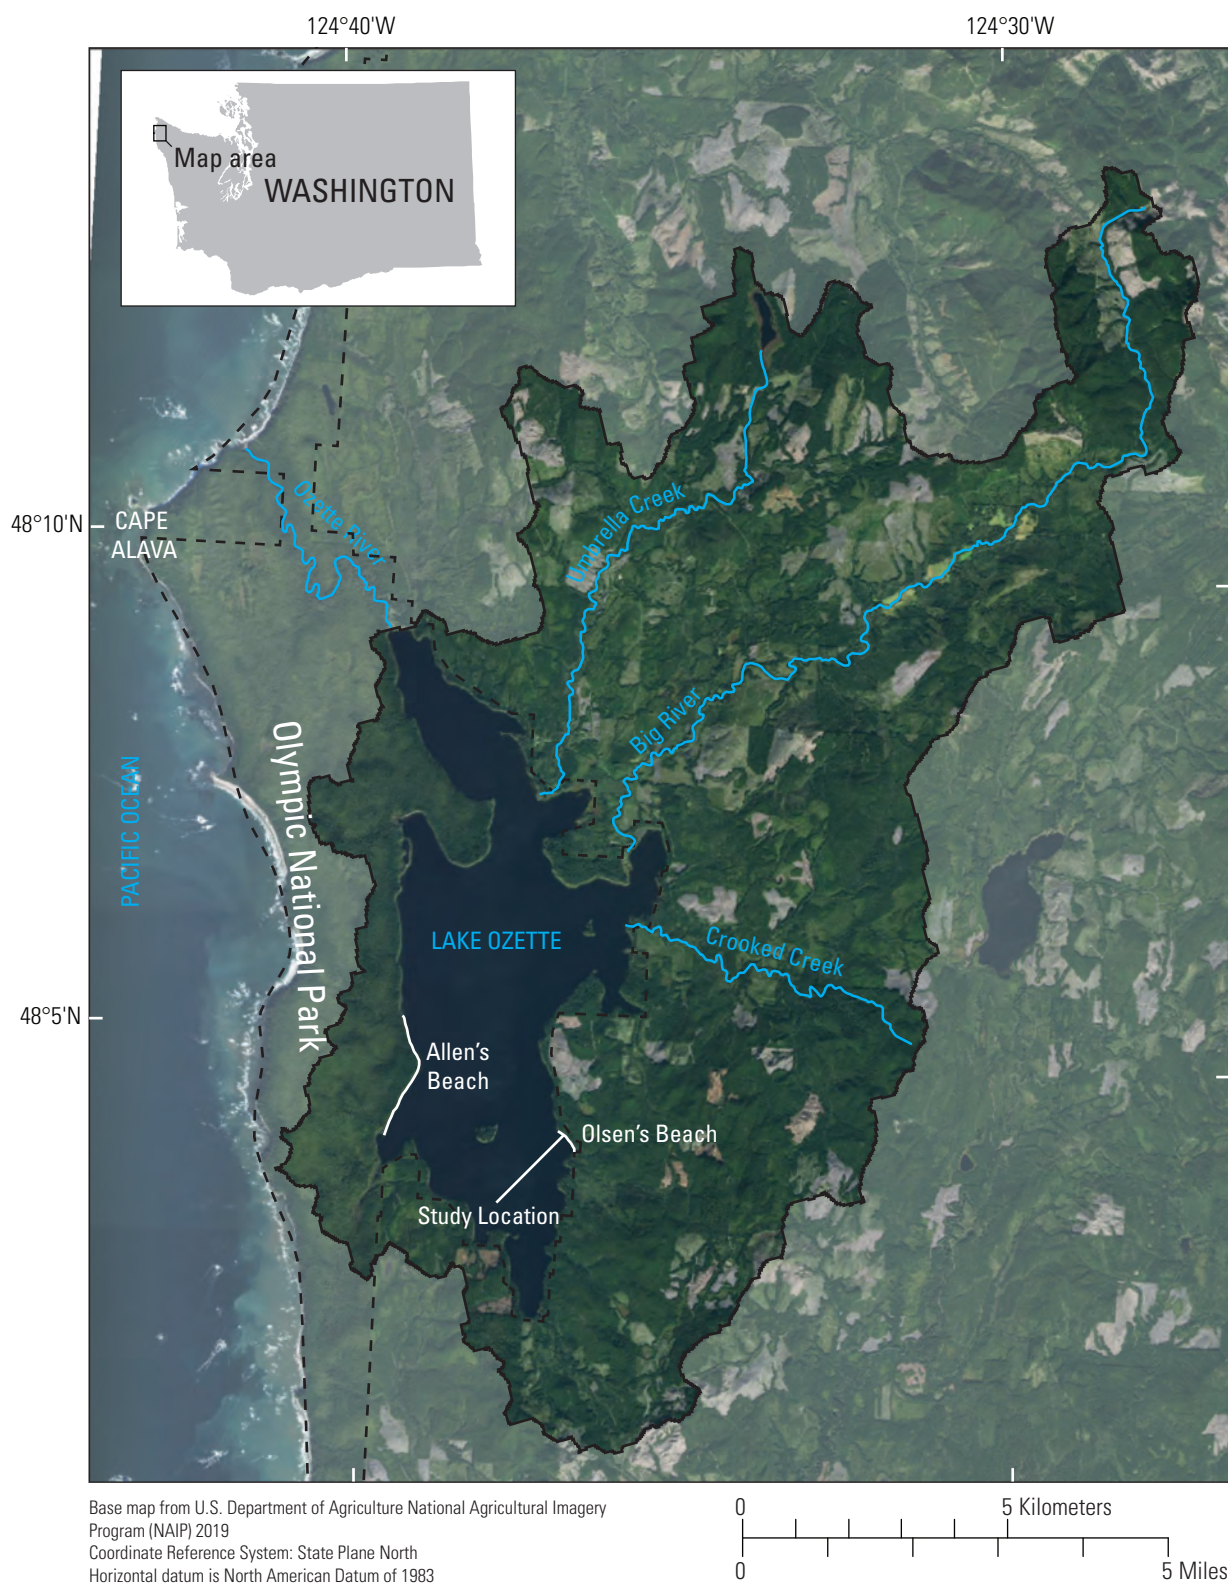 124°40'W
124°30'W
Map area
WASHINGTON
48°10'N
CAPE
ALAVA
Ozette River
Umbrella Creek
Big River
Olympic National Park
PACIFIC OCEAN
LAKE OZETTE
Crooked Creek
48°5'N
Allen's
Beach
Olsen's Beach
Study Location
Base map from U.S. Department of Agriculture National Agricultural Imagery
Program (NAIP) 2019
Coordinate Reference System: State Plane North
Horizontal datum is North American Datum of 1983
0
5 Kilometers
0
5 Miles